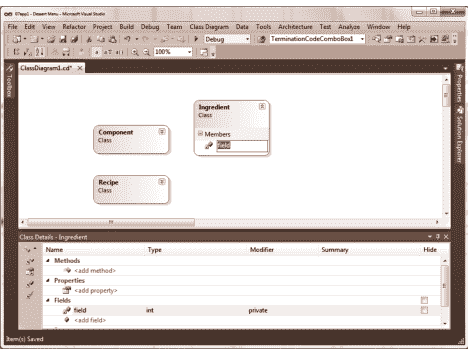 07app1 - Dessert Menu - Microsoft Visual Studio
File Edit View Refactor Project Build Debug Team Class Diagram Data Tools Architecture Test Analyze Window Help
Debug TerminationCodeComboBox1
100%
ClassDiagram1.cd* ×
Toolbox
Properties
Solution Explorer
Ingredient
Class
Members
field
Component
Class
Recipe
Class
Class Details - Ingredient
Name Type Modifier Summary Hide
Methods
<add method>
Properties
<add property>
Fields
field int private
<add field>
Item(s) Saved